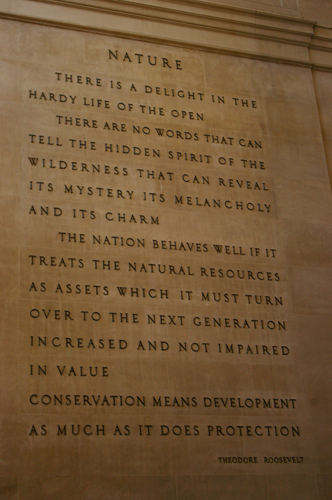 NATURE
THERE IS A DELIGHT IN THE
HARDY LIFE OF THE OPEN
THERE ARE NO WORDS THAT CAN
TELL THE HIDDEN SPIRIT OF THE
WILDERNESS THAT CAN REVEAL
ITS MYSTERY ITS MELANCHOLY
AND ITS CHARM
THE NATION BEHAVES WELL IF IT
TREATS THE NATURAL RESOURCES
AS ASSETS WHICH IT MUST TURN
OVER TO THE NEXT GENERATION
INCREASED AND NOT IMPAIRED
IN VALUE
CONSERVATION MEANS DEVELOPMENT
AS MUCH AS IT DOES PROTECTION
THEODORE ROOSEVELT